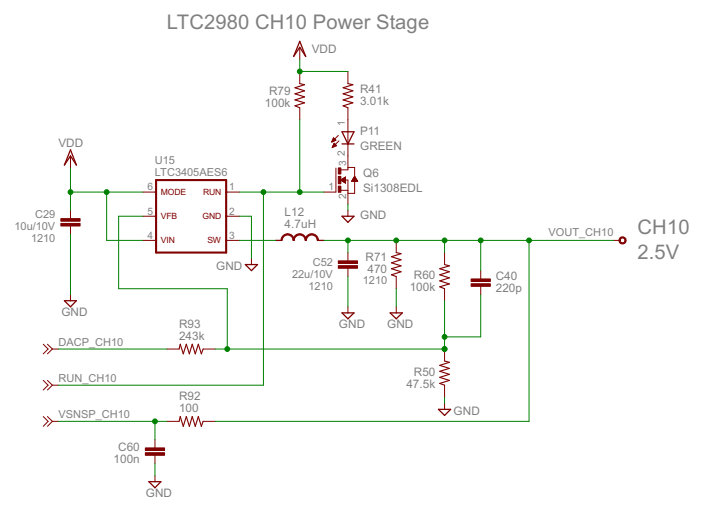 LTC2980 CH10 Power Stage
VDD
R79
100k
R41
3.01k
1
P11
GREEN
2
VDD
U15
LTC3405AES6
3
Q6
Si1308EDL
1
2
6 MODE RUN 1
5 VFB GND 2
4 VIN SW 3
C29
10u/10V
1210
GND
L12
4.7uH
GND
VOUT_CH10
CH10
2.5V
C52
22u/10V
1210
R71
470
1210
R60
100k
C40
220p
GND
GND
GND
DACP_CH10
R93
243k
RUN_CH10
R50
47.5k
GND
VSNSP_CH10
R92
100
C60
100n
GND